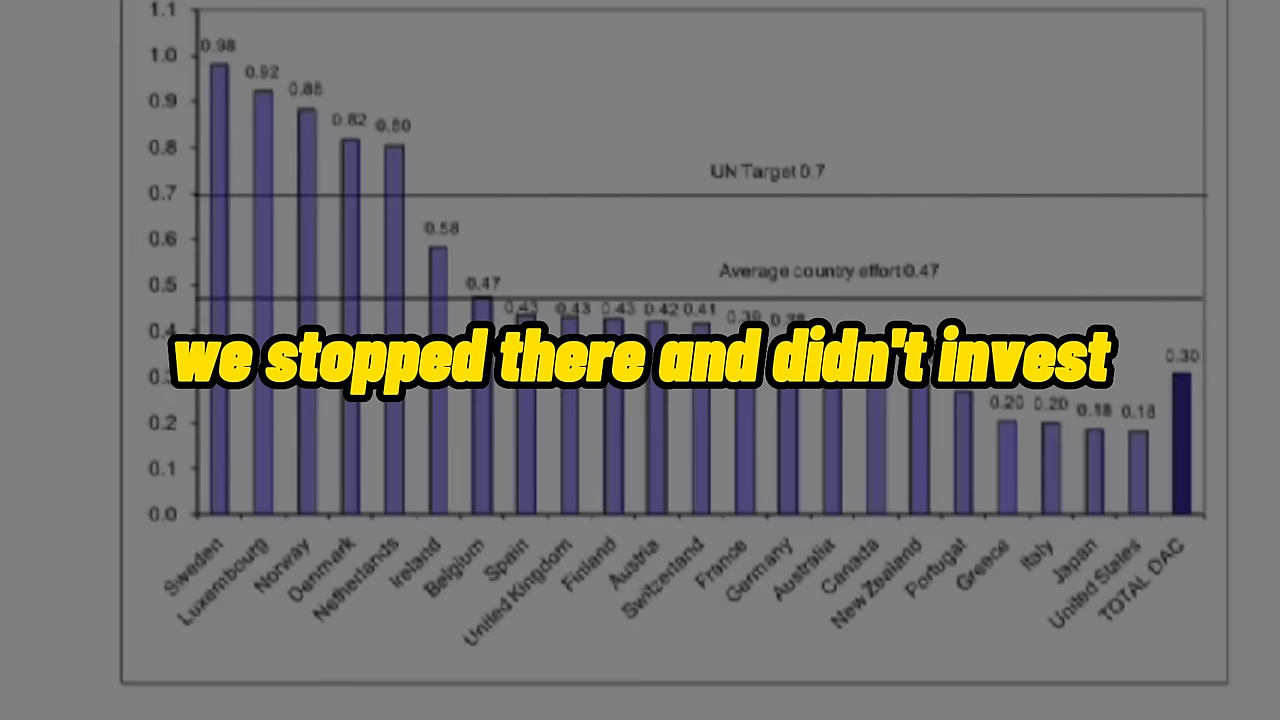 1.1
1.0
0.9
0.8
0.7
0.6
0.5
0.4
0.2
0.1
0.0
0.98
0.92
0.82
0.80
0.58
0.47
0.43
0.43
0.43
0.42
0.41
0.39
0.38
0.20
0.20
0.18
0.18
0.30
UN Target 0.7
Average country effort 0.47
we stopped there and didn't invest
Sweden
Luxembourg
Norway
Denmark
Netherlands
Ireland
Belgium
Spain
United Kingdom
Finland
Austria
Switzerland
France
Germany
Australia
Canada
New Zealand
Portugal
Greece
Italy
Japan
United States
TOTAL DAC